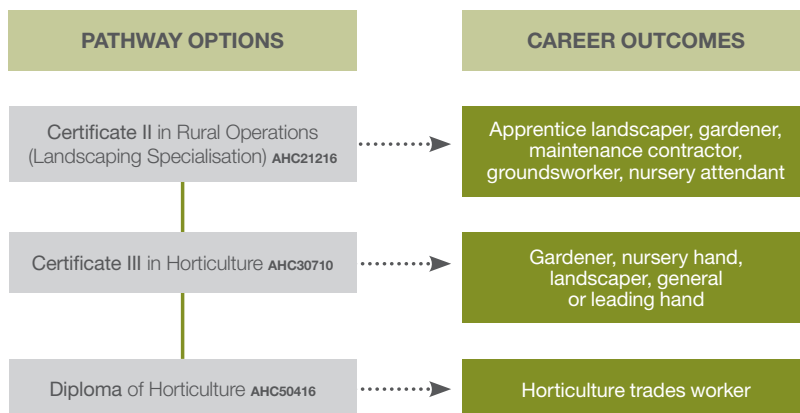 PATHWAY OPTIONS
CAREER OUTCOMES
Certificate II in Rural Operations
(Landscaping Specialisation) AHC21216
Apprentice landscaper, gardener,
maintenance contractor,
groundsworker, nursery attendant
Certificate III in Horticulture AHC30710
Gardener, nursery hand,
landscaper, general
or leading hand
Diploma of Horticulture AHC50416
Horticulture trades worker